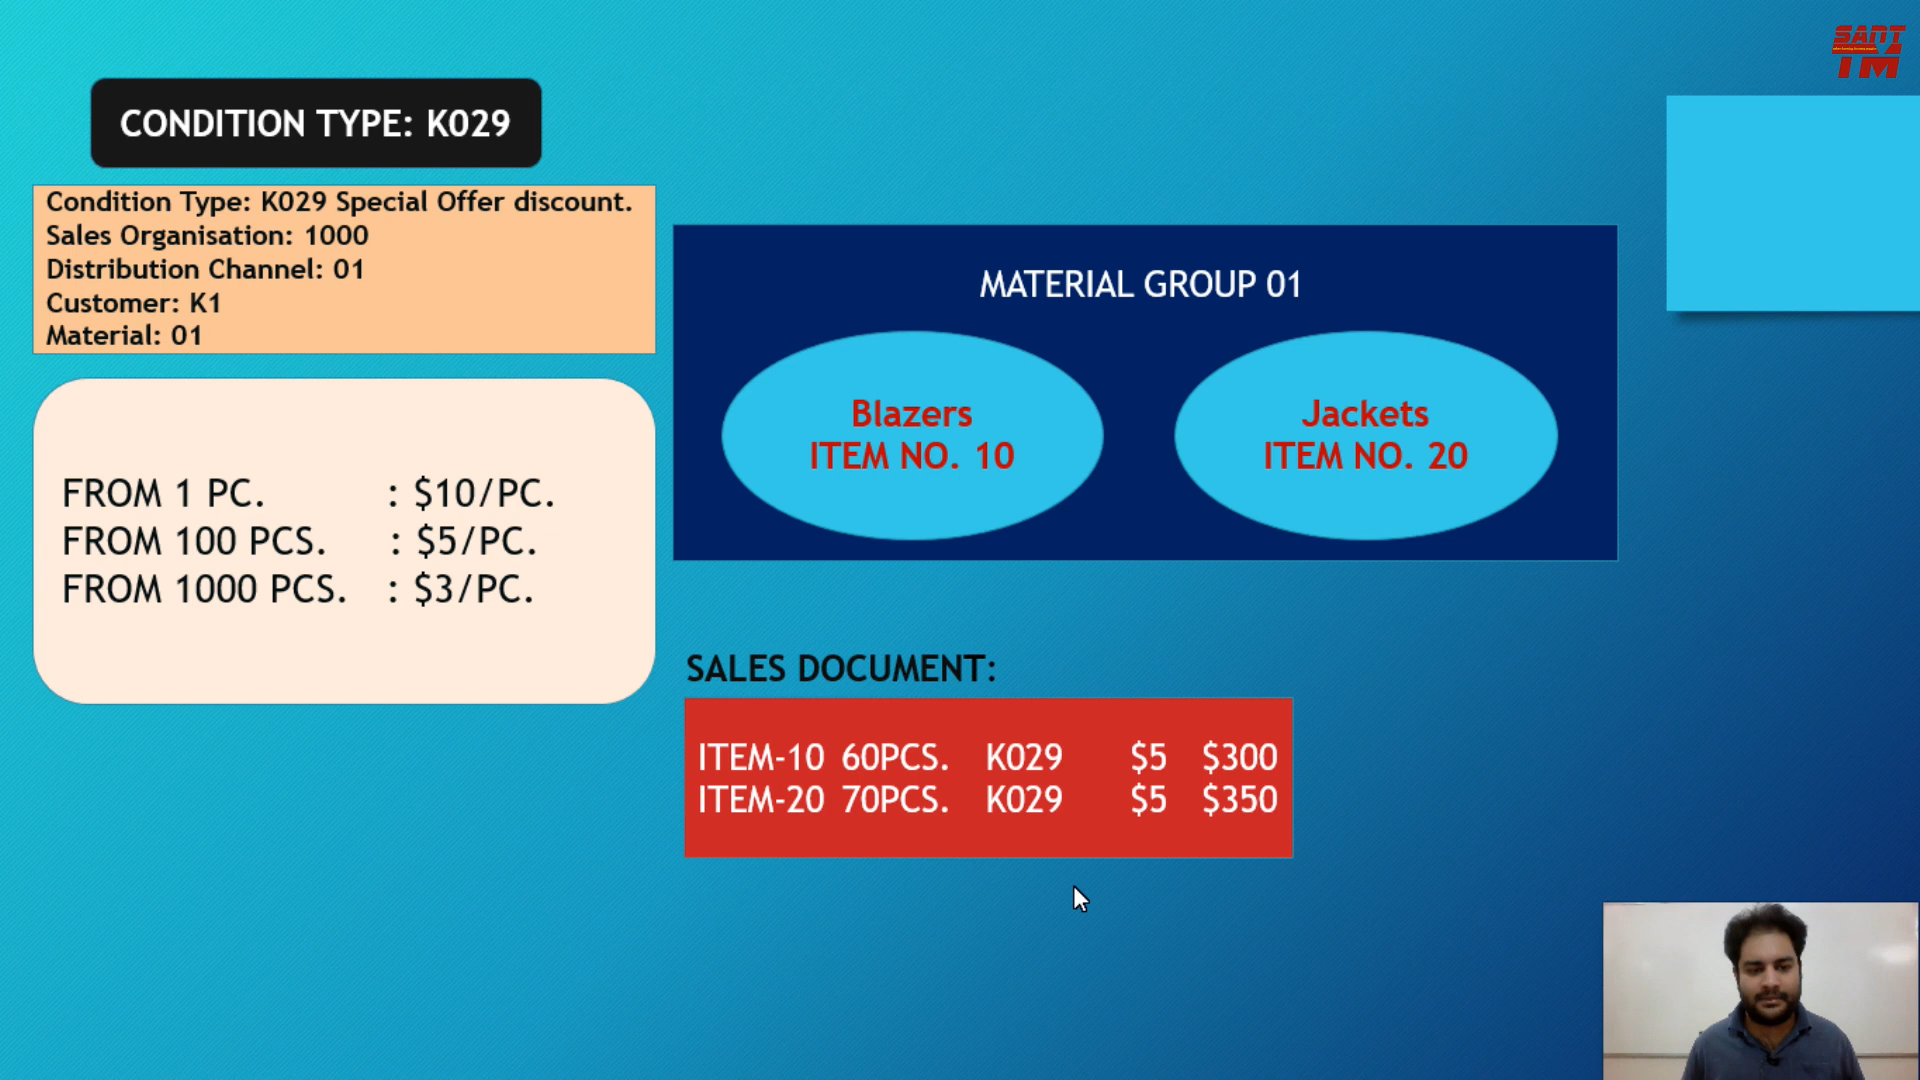 SANT
TM
CONDITION TYPE: K029
Condition Type: K029 Special Offer discount.
Sales Organisation: 1000
Distribution Channel: 01
Customer: K1
Material: 01
FROM 1 PC. : $10/PC.
FROM 100 PCS. : $5/PC.
FROM 1000 PCS. : $3/PC.
MATERIAL GROUP 01
Blazers
ITEM NO. 10
Jackets
ITEM NO. 20
SALES DOCUMENT:
ITEM-10 60PCS. K029 $5 $300
ITEM-20 70PCS. K029 $5 $350